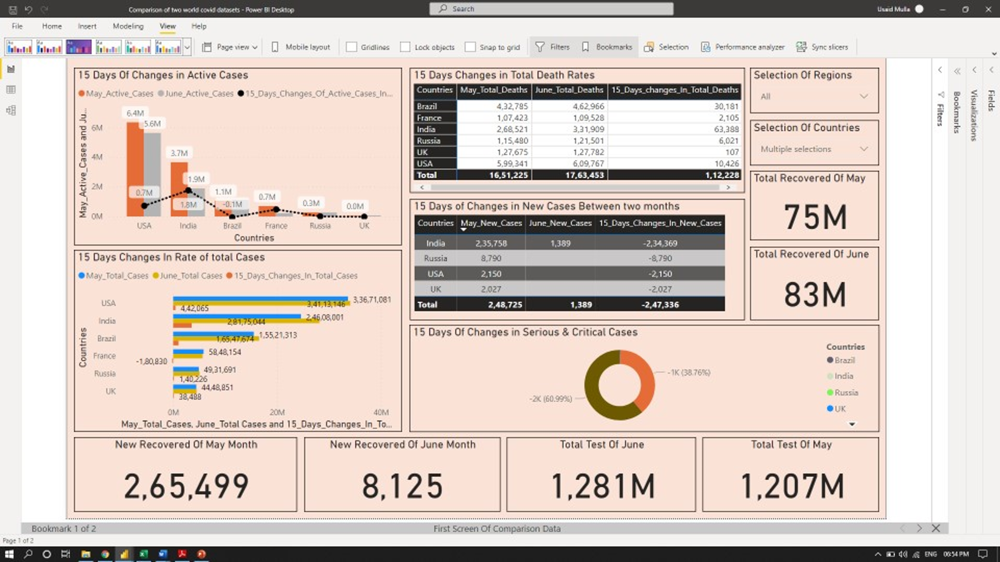 Comparison of two world covid datasets - Power BI Desktop
Search
Usaid Mulla
File Home Insert Modeling View Help
Page view
Mobile layout
Gridlines
Lock objects
Snap to grid
Filters
Bookmarks
Selection
Performance analyzer
Sync slicers
15 Days Of Changes in Active Cases
May_Active_Cases June_Active_Cases 15_Days_Changes_Of_Active_Cases_In...
May_Active_Cases and Ju...
6M
4M
2M
0M
6.4M
5.6M
0.7M
3.7M
1.9M
1.8M
1.1M
-0.1M
0.7M
0.3M
0.0M
USA India Brazil France Russia UK
Countries
15 Days Changes In Rate of total Cases
May_Total_Cases June_Total Cases 15_Days_Changes_In_Total_Cases
Countries
USA 3,36,71,081
3,41,13,146
4,42,065
India 2,46,08,001
2,81,75,044
Brazil 1,55,21,313
1,65,47,674
France 58,48,154
-1,80,830
Russia 49,31,691
1,40,226
UK 44,48,851
38,488
0M 20M 40M
May_Total_Cases, June_Total Cases and 15_Days_Changes_In_To...
15 Days Changes in Total Death Rates
Countries May_Total_Deaths June_Total_Deaths 15_Days_changes_In_Total_Deaths
Brazil 4,32,785 4,62,966 30,181
France 1,07,423 1,09,528 2,105
India 2,68,521 3,31,909 63,388
Russia 1,15,480 1,21,501 6,021
UK 1,27,675 1,27,782 107
USA 5,99,341 6,09,767 10,426
Total 16,51,225 17,63,453 1,12,228
15 Days of Changes in New Cases Between two months
Countries May_New_Cases June_New_Cases 15_Days_Changes_In_New_Cases
India 2,35,758 1,389 -2,34,369
Russia 8,790 -8,790
USA 2,150 -2,150
UK 2,027 -2,027
Total 2,48,725 1,389 -2,47,336
Selection Of Regions
All
Selection Of Countries
Multiple selections
Total Recovered Of May
75M
Total Recovered Of June
83M
15 Days Of Changes in Serious & Critical Cases
-1K (38.76%)
-2K (60.99%)
Countries
Brazil
India
Russia
UK
New Recovered Of May Month
2,65,499
New Recovered Of June Month
8,125
Total Test Of June
1,281M
Total Test Of May
1,207M
Filters
Bookmarks
Visualizations
Fields
Bookmark 1 of 2
First Screen Of Comparison Data
Page 1 of 2
ENG 06:54 PM